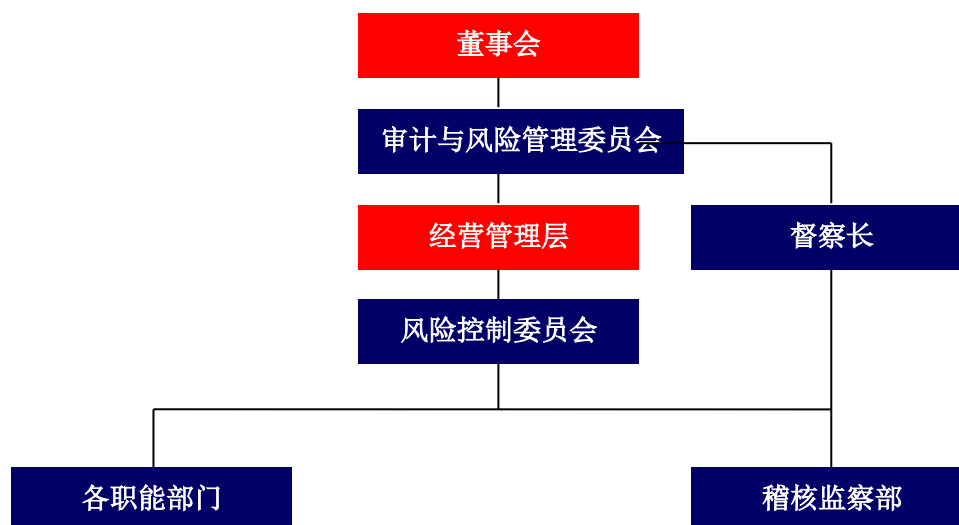 董事会
审计与风险管理委员会
经营管理层
督察长
风险控制委员会
各职能部门
稽核监察部